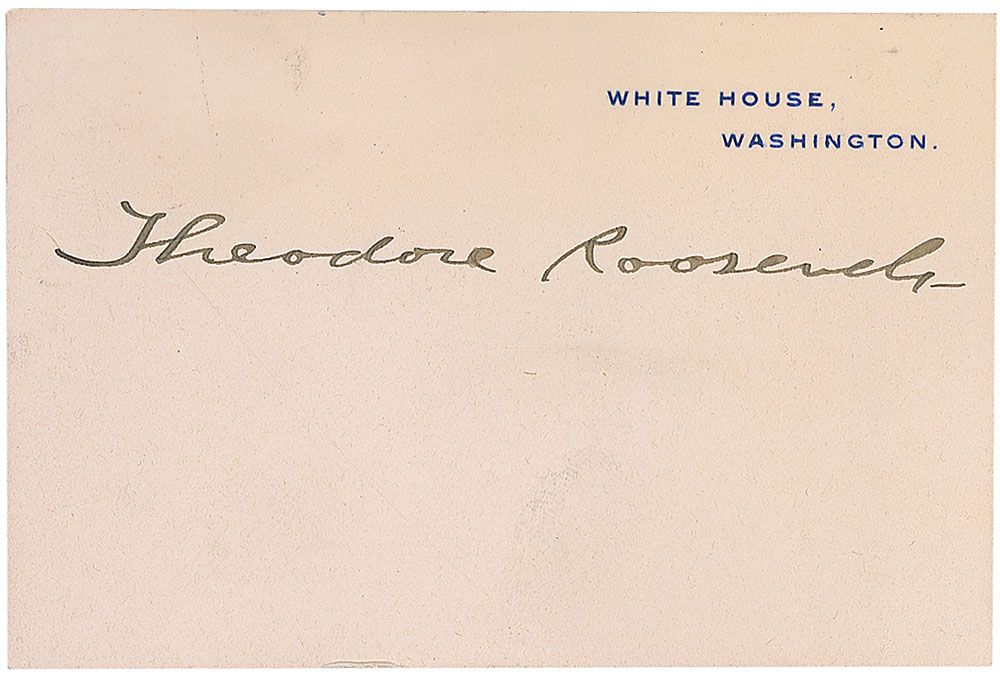 WHITE HOUSE,
WASHINGTON.
Theodore Roosevelt